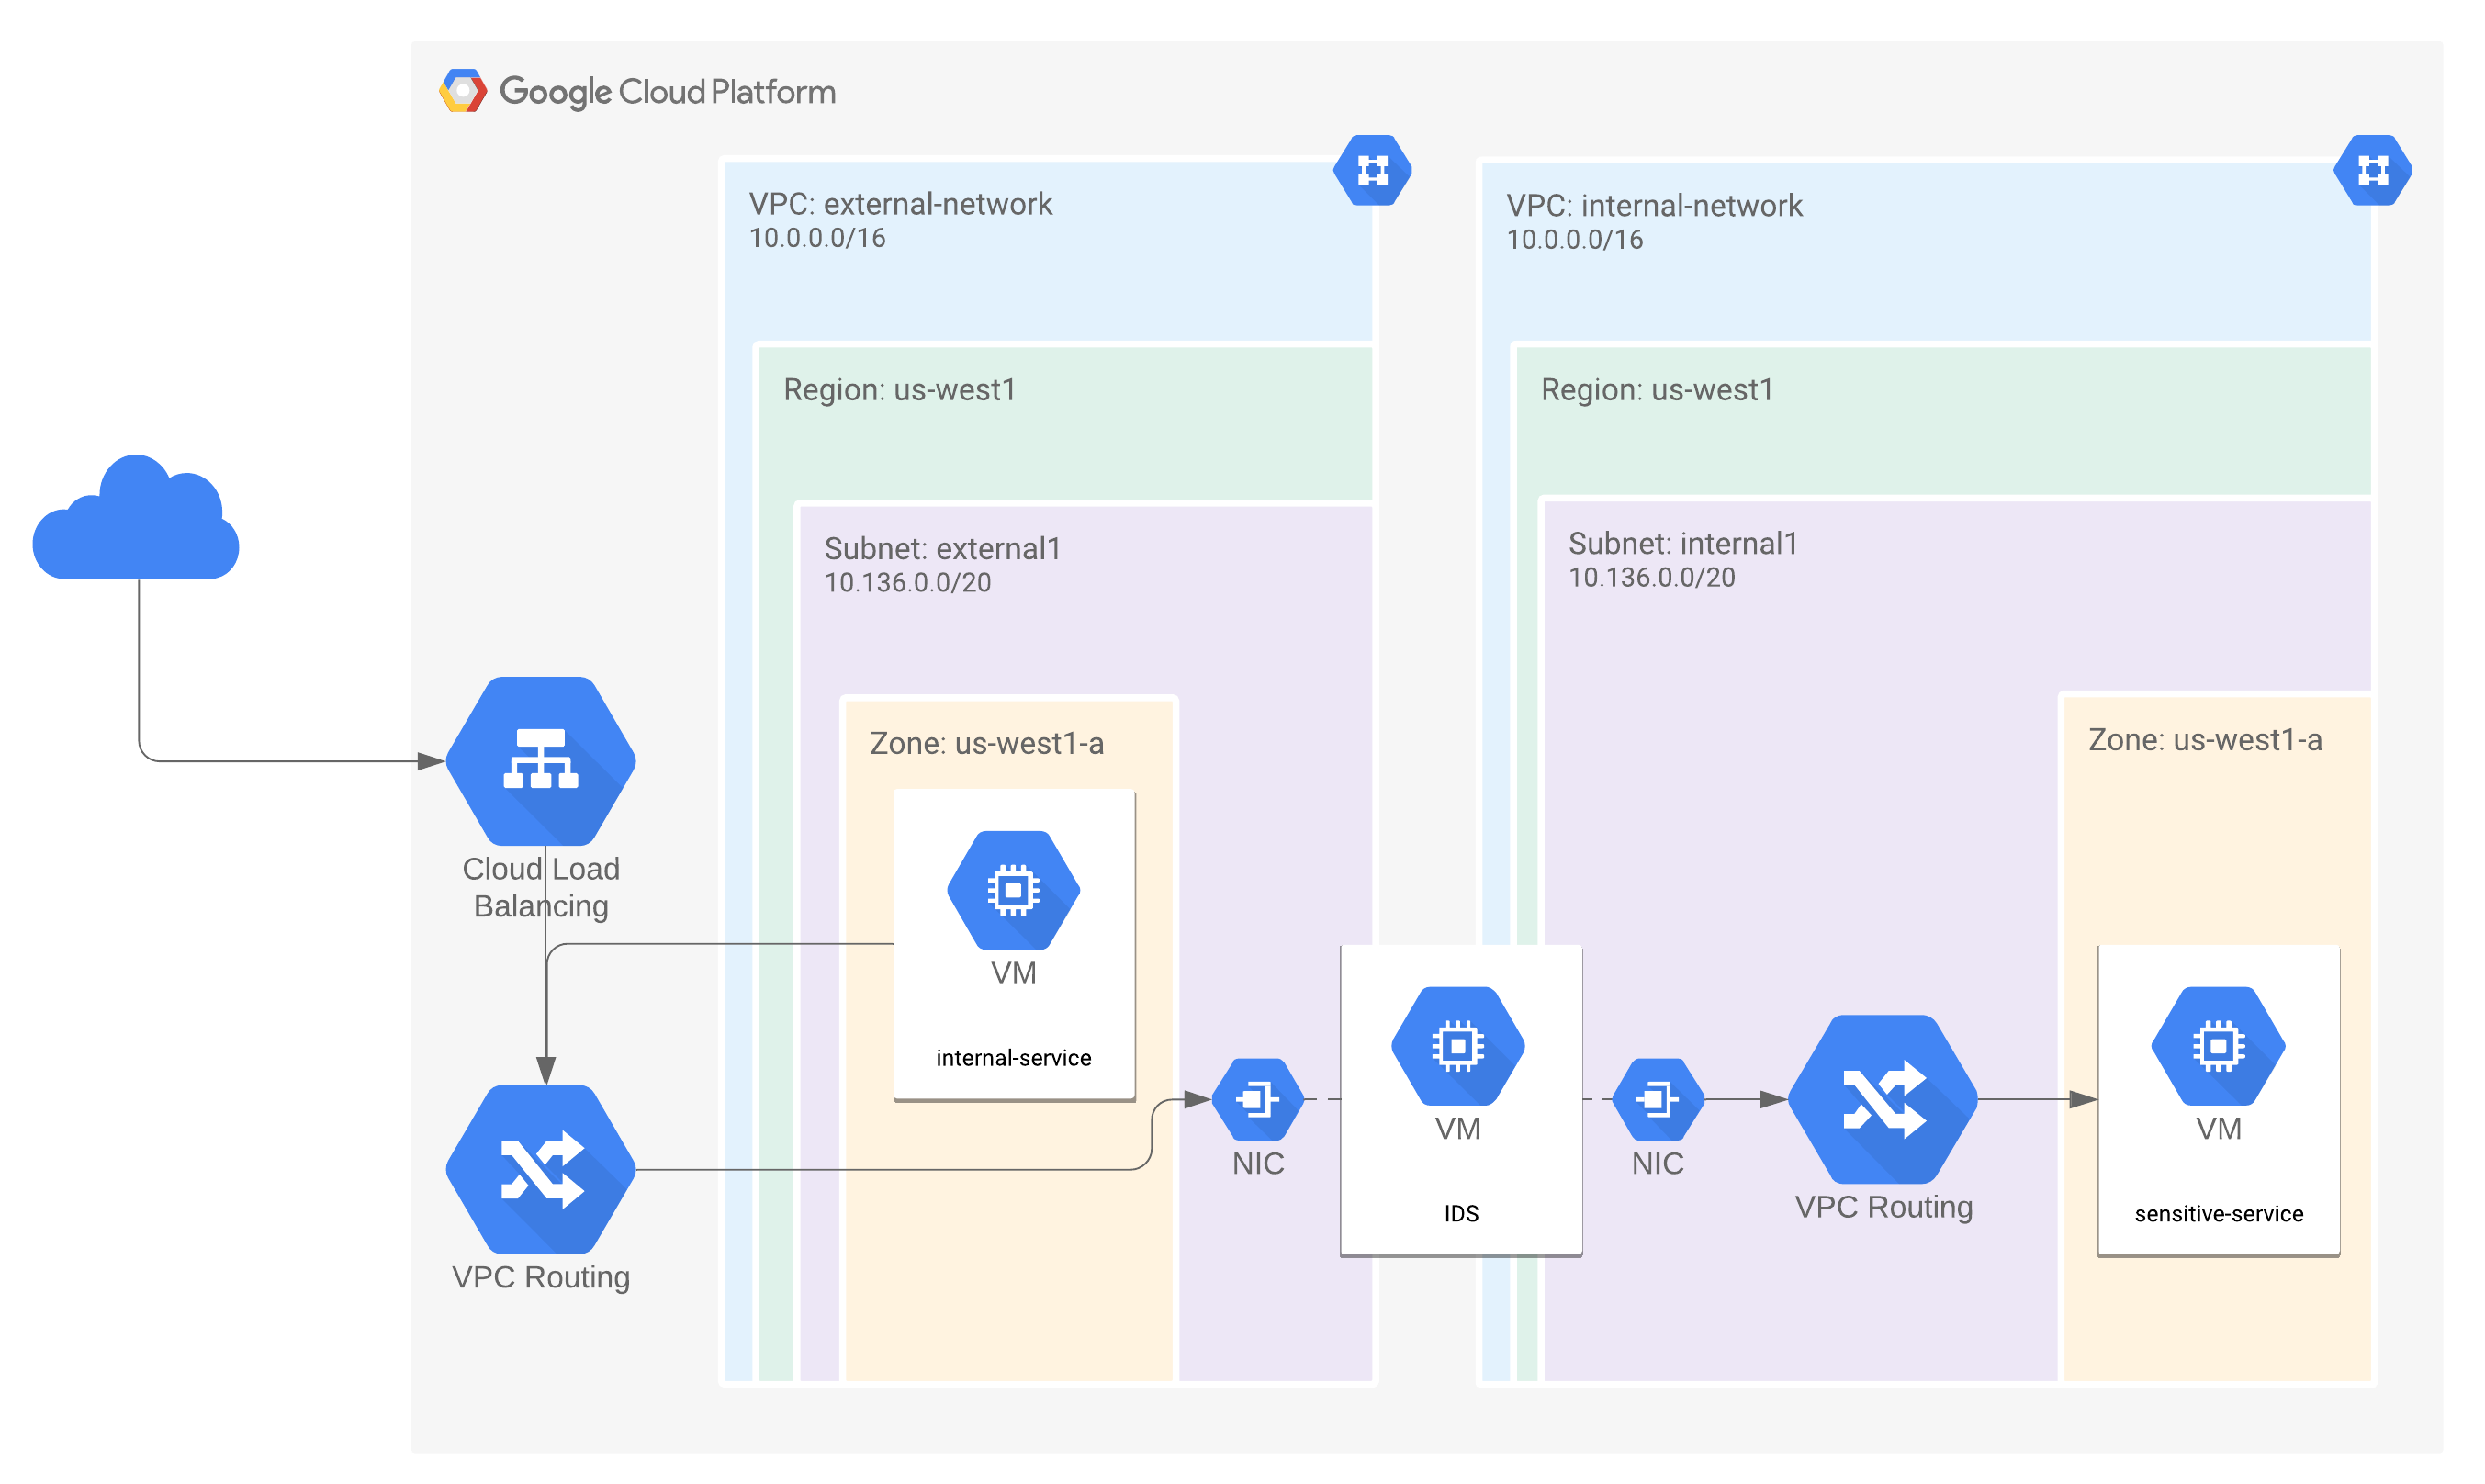 Google Cloud Platform
VPC: external-network
10.0.0.0/16
Region: us-west1
Subnet: external1
10.136.0.0/20
Zone: us-west1-a
VM
internal-service
Cloud Load
Balancing
VPC Routing
NIC
VM
IDS
VPC: internal-network
10.0.0.0/16
Region: us-west1
Subnet: internal1
10.136.0.0/20
NIC
VPC Routing
Zone: us-west1-a
VM
sensitive-service